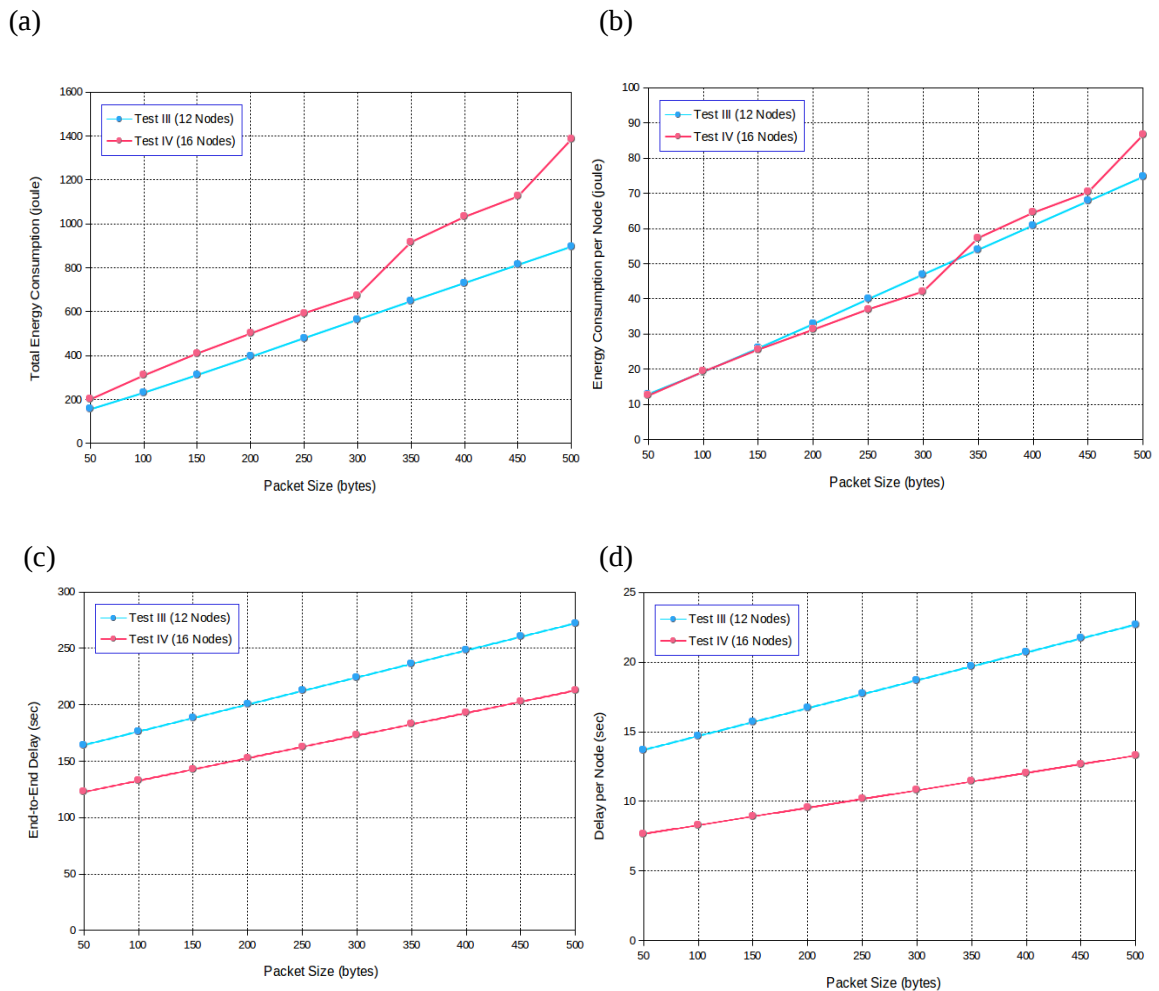 (a)
(b)
Total Energy Consumption (joule)
1600
1400
1200
1000
800
600
400
200
0
Test III (12 Nodes)
Test IV (16 Nodes)
50 100 150 200 250 300 350 400 450 500
Packet Size (bytes)
Energy Consumption per Node (joule)
100
90
80
70
60
50
40
30
20
10
0
Test III (12 Nodes)
Test IV (16 Nodes)
50 100 150 200 250 300 350 400 450 500
Packet Size (bytes)
(c)
(d)
End-to-End Delay (sec)
300
250
200
150
100
50
0
Test III (12 Nodes)
Test IV (16 Nodes)
50 100 150 200 250 300 350 400 450 500
Packet Size (bytes)
Delay per Node (sec)
25
20
15
10
5
0
Test III (12 Nodes)
Test IV (16 Nodes)
50 100 150 200 250 300 350 400 450 500
Packet Size (bytes)